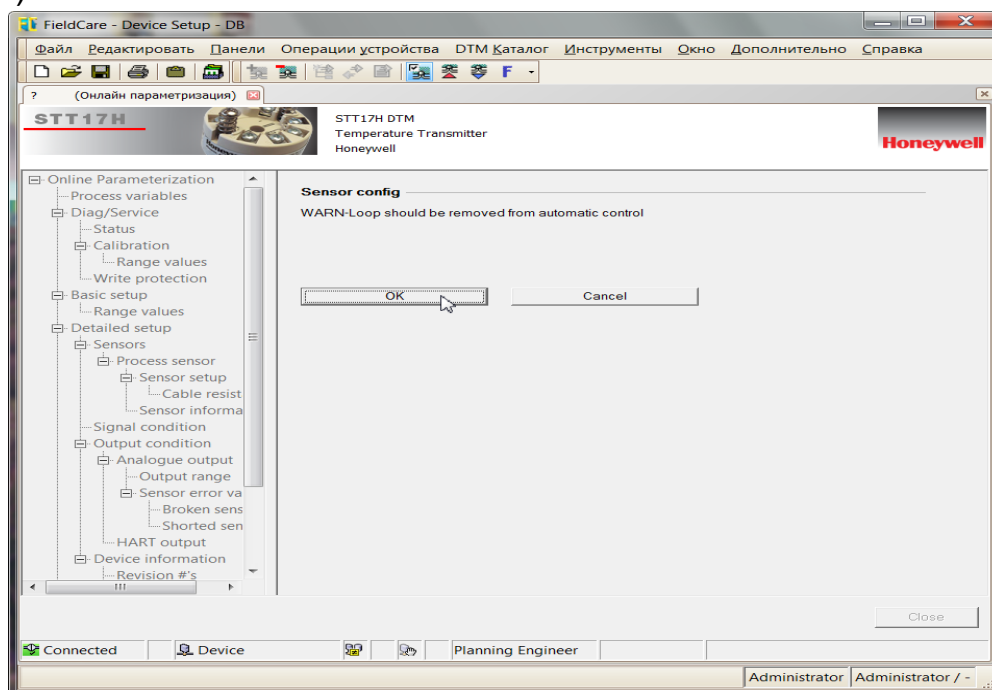 )
FieldCare - Device Setup - DB
Файл Редактировать Панели Операции устройства DTM Каталог Инструменты Окно Дополнительно Справка
F
? (Онлайн параметризация)
STT17H
STT17H DTM
Temperature Transmitter
Honeywell
Honeywell
Online Parameterization
Process variables
Diag/Service
Status
Calibration
Range values
Write protection
Basic setup
Range values
Detailed setup
Sensors
Process sensor
Sensor setup
Cable resist
Sensor informa
Signal condition
Output condition
Analogue output
Output range
Sensor error va
Broken sens
Shorted sen
HART output
Device information
Revision #'s
Sensor config
WARN-Loop should be removed from automatic control
OK Cancel
Close
Connected Device Planning Engineer
Administrator Administrator / -